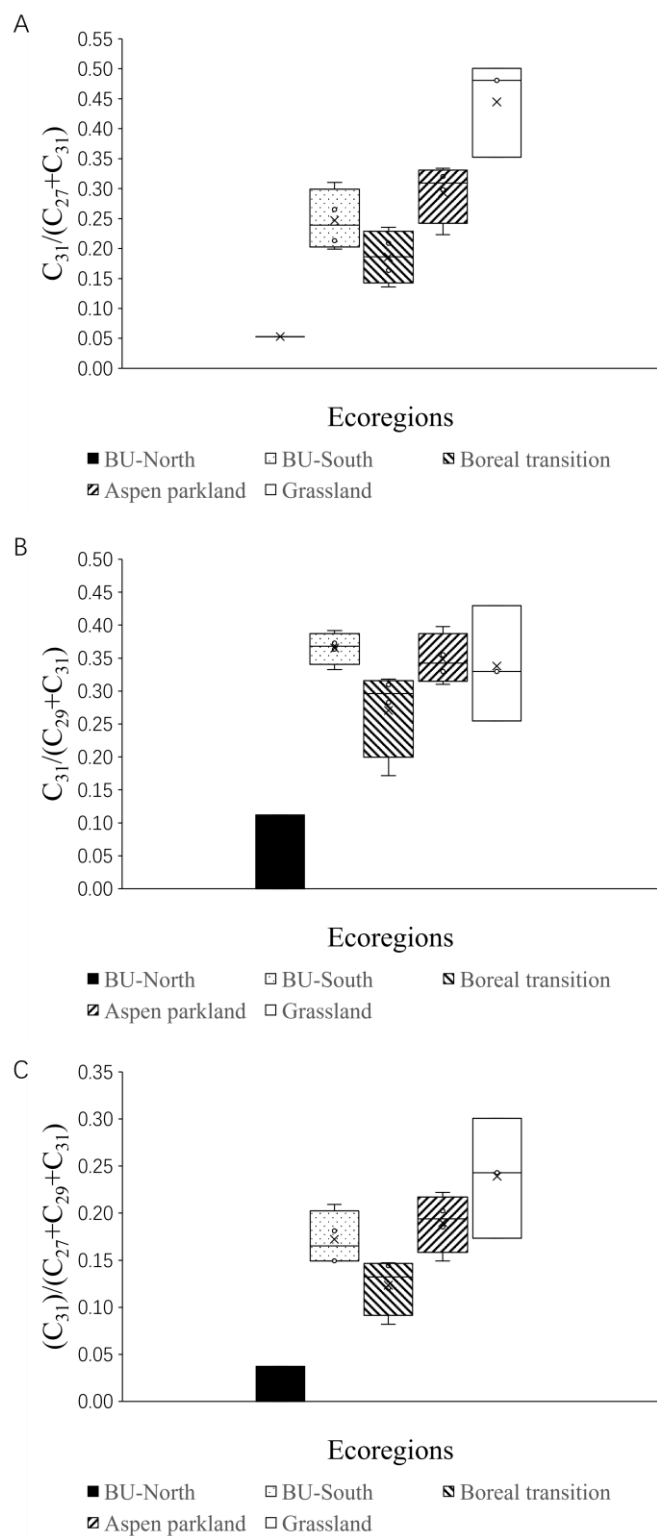 A
0.55
0.50
0.45
0.40
0.35
0.30
0.25
0.20
0.15
0.10
0.05
0.00
C₃₁/(C₂₇+C₃₁)
Ecoregions
BU-North BU-South Boreal transition
Aspen parkland Grassland
B
0.50
0.45
0.40
0.35
0.30
0.25
0.20
0.15
0.10
0.05
0.00
C₃₁/(C₂₉+C₃₁)
Ecoregions
BU-North BU-South Boreal transition
Aspen parkland Grassland
C
0.35
0.30
0.25
0.20
0.15
0.10
0.05
0.00
(C₃₁)/(C₂₇+C₂₉+C₃₁)
Ecoregions
BU-North BU-South Boreal transition
Aspen parkland Grassland